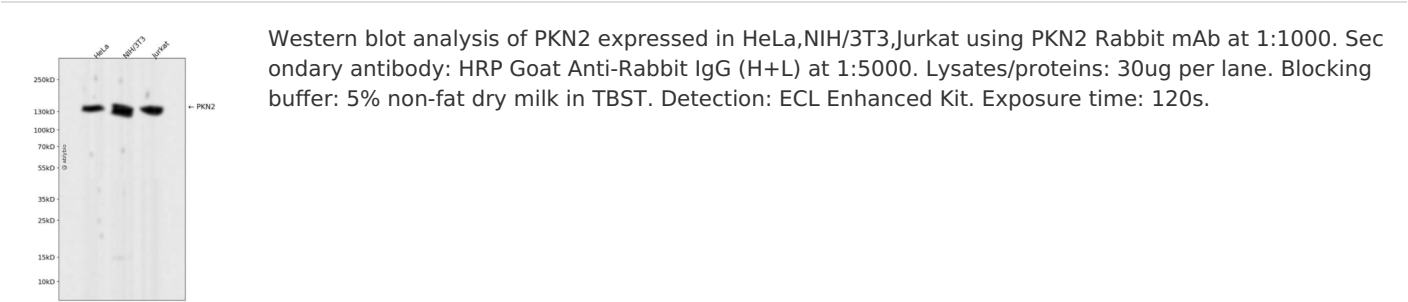 HeLa
NIH/3T3
Jurkat
250kD
130kD
100kD
70kD
55kD
35kD
25kD
15kD
10kD
← PKN2
@ abybio
Western blot analysis of PKN2 expressed in HeLa,NIH/3T3,Jurkat using PKN2 Rabbit mAb at 1:1000. Sec
ondary antibody: HRP Goat Anti-Rabbit IgG (H+L) at 1:5000. Lysates/proteins: 30ug per lane. Blocking
buffer: 5% non-fat dry milk in TBST. Detection: ECL Enhanced Kit. Exposure time: 120s.